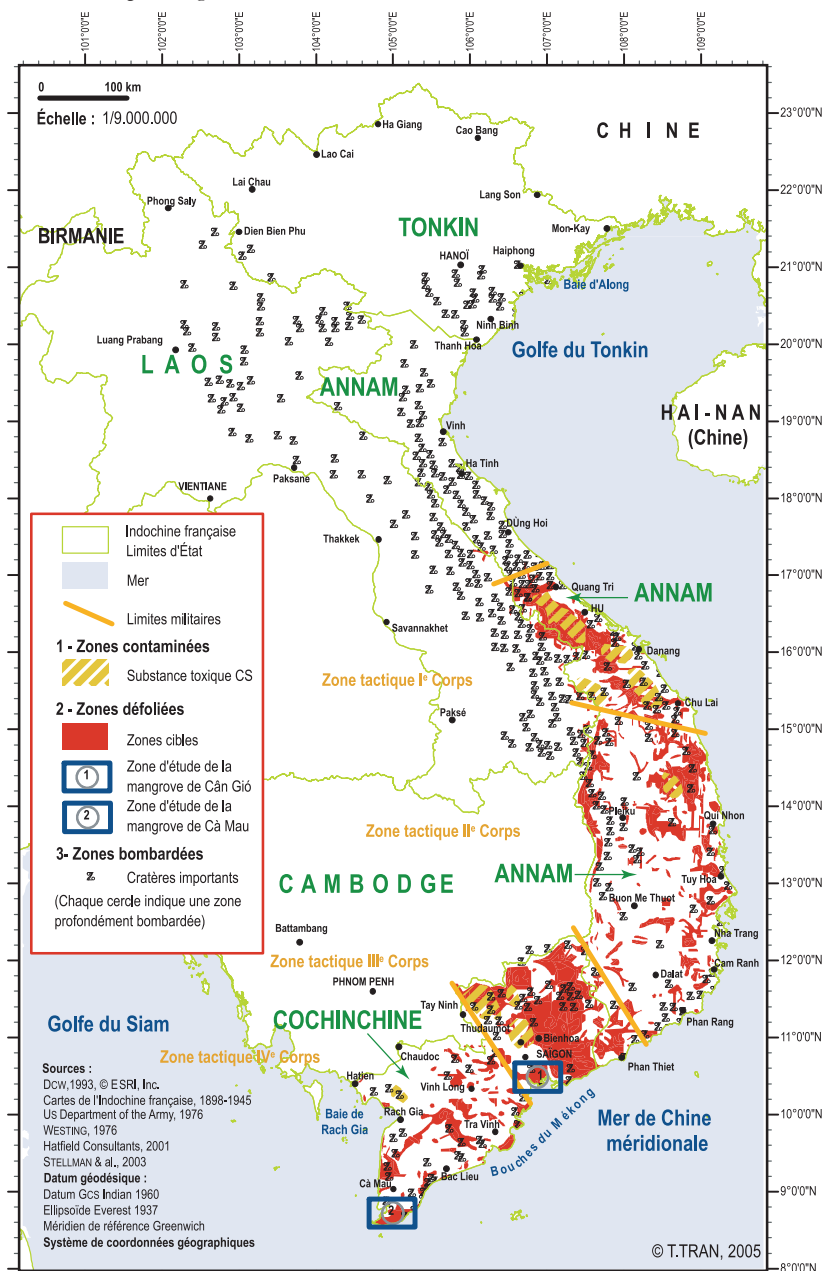 101°0'0"E
102°0'0"E
103°0'0"E
104°0'0"E
105°0'0"E
106°0'0"E
107°0'0"E
108°0'0"E
109°0'0"E
0 100 km
Échelle : 1/9.000.000
23°0'0"N
22°0'0"N
21°0'0"N
20°0'0"N
19°0'0"N
18°0'0"N
17°0'0"N
16°0'0"N
15°0'0"N
14°0'0"N
13°0'0"N
12°0'0"N
11°0'0"N
10°0'0"N
9°0'0"N
8°0'0"N
CHINE
Ha Giang
Cao Bang
Lao Cai
Lai Chau
Phong Saly
Lang Son
BIRMANIE
Dien Bien Phu
TONKIN
Mon-Kay
HANOÏ
Haiphong
Baie d'Along
Ninh Binh
Luang Prabang
Thanh Hoa
Golfe du Tonkin
LAOS
ANNAM
HAI-NAN
(Chine)
Vinh
Ha Tinh
Paksane
VIENTIANE
DÙng Hoi
Thakkek
Quang Tri
ANNAM
HU
Savannakhet
Danang
Zone tactique Ie Corps
Chu Lai
Paksé
Indochine française
Limites d'État
Mer
Limites militaires
1 - Zones contaminées
Substance toxique CS
2 - Zones défoliées
Zones cibles
1
Zone d'étude de la
mangrove de Cân Gió
2
Zone d'étude de la
mangrove de Cà Mau
3- Zones bombardées
Cratères importants
(Chaque cercle indique une zone
profondément bombardée)
Pleiku
Qui Nhon
Zone tactique IIe Corps
ANNAM
CAMBODGE
Tuy Hoa
Buon Me Thuot
Battambang
Nha Trang
Zone tactique IIIe Corps
Cam Ranh
PHNOM PENH
Dalat
Tay Ninh
COCHINCHINE
Thudaumot
Phan Rang
Golfe du Siam
Bienhoa
Zone tactique IVe Corps
Chaudoc
SAIGON
Phan Thiet
1
Hatien
Vinh Long
Baie de
Rach Gia
Rach Gia
Bouches du Mékong
Mer de Chine
méridionale
Tra Vinh
Cà Mau
Bac Lieu
2
Sources :
DCW,1993, © ESRI, Inc.
Cartes de l'Indochine française, 1898-1945
US Department of the Army, 1976
WESTING, 1976
Hatfield Consultants, 2001
STELLMAN & al., 2003
Datum géodésique :
Datum GCS Indian 1960
Ellipsoïde Everest 1937
Méridien de référence Greenwich
Système de coordonnées géographiques
© T.TRAN, 2005